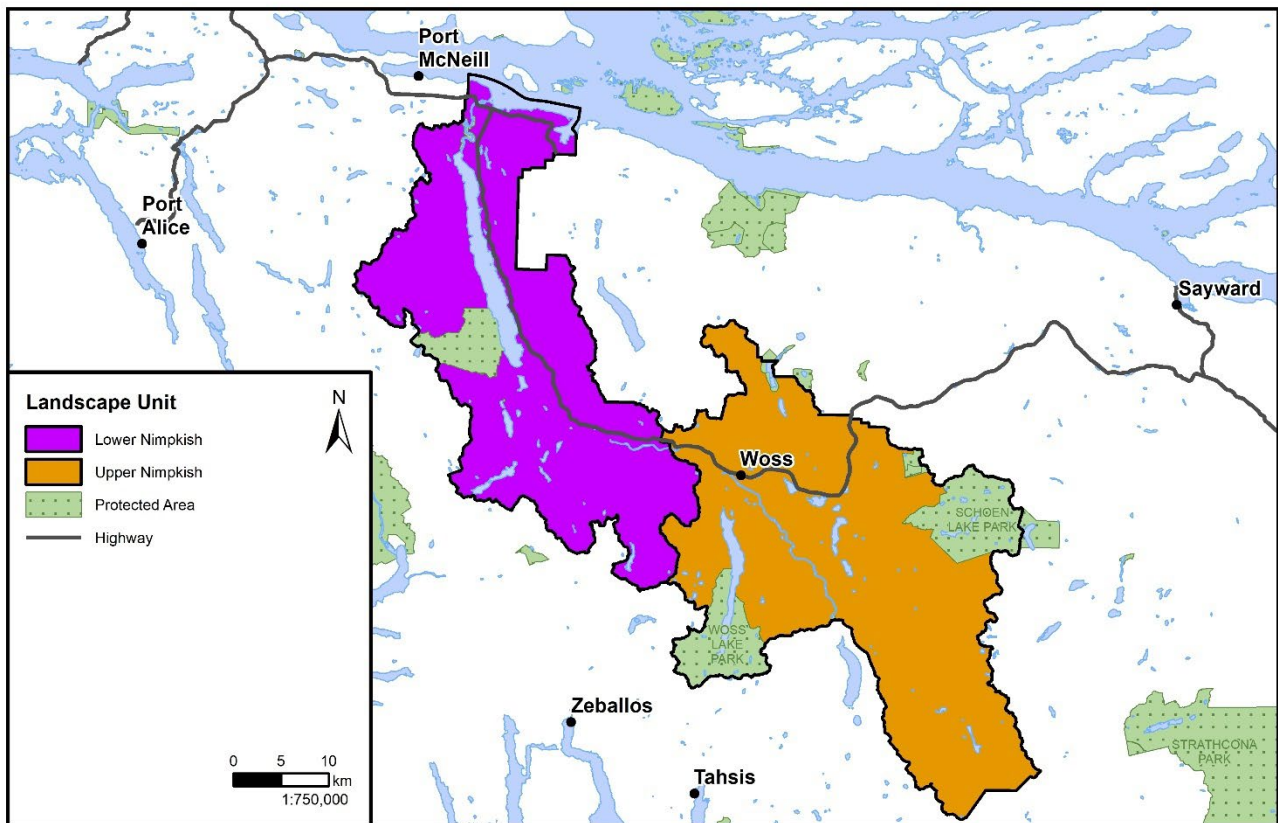 Port
McNeill
Port
Alice
Sayward
Woss
SCHOEN
LAKE PARK
WOSS
LAKE
PARK
Zeballos
Tahsis
STRATHCONA
PARK
Landscape Unit
N
Lower Nimpkish
Upper Nimpkish
Protected Area
Highway
0 5 10
km
1:750,000